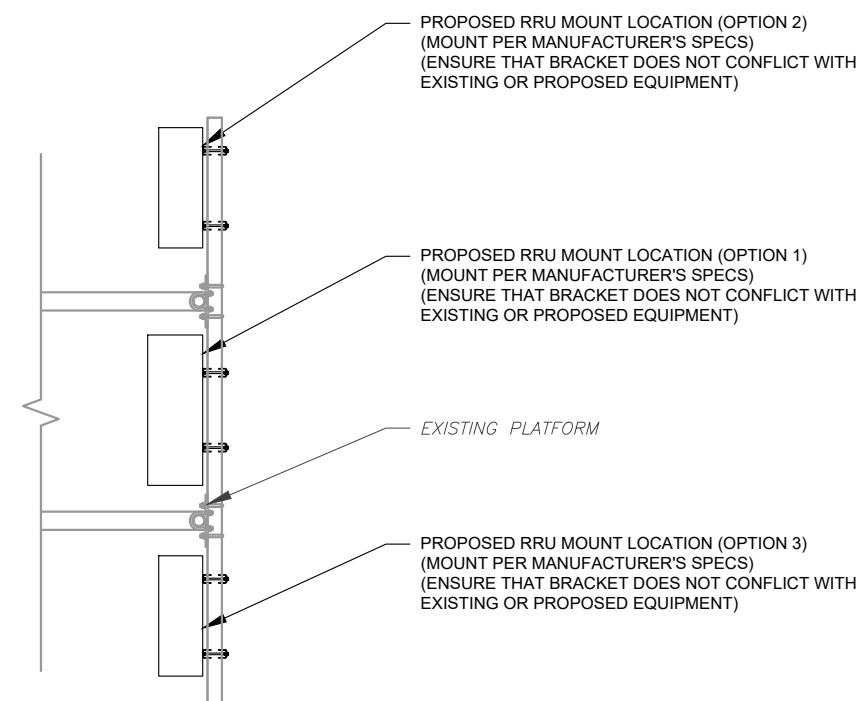 PROPOSED RRU MOUNT LOCATION (OPTION 2)
(MOUNT PER MANUFACTURER'S SPECS)
(ENSURE THAT BRACKET DOES NOT CONFLICT WITH
EXISTING OR PROPOSED EQUIPMENT)
PROPOSED RRU MOUNT LOCATION (OPTION 1)
(MOUNT PER MANUFACTURER'S SPECS)
(ENSURE THAT BRACKET DOES NOT CONFLICT WITH
EXISTING OR PROPOSED EQUIPMENT)
EXISTING PLATFORM
PROPOSED RRU MOUNT LOCATION (OPTION 3)
(MOUNT PER MANUFACTURER'S SPECS)
(ENSURE THAT BRACKET DOES NOT CONFLICT WITH
EXISTING OR PROPOSED EQUIPMENT)